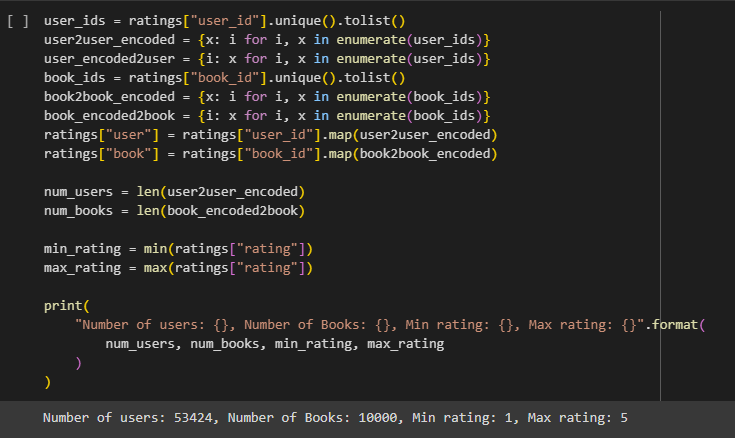 [ ] user_ids = ratings["user_id"].unique().tolist()
user2user_encoded = {x: i for i, x in enumerate(user_ids)}
user_encoded2user = {i: x for i, x in enumerate(user_ids)}
book_ids = ratings["book_id"].unique().tolist()
book2book_encoded = {x: i for i, x in enumerate(book_ids)}
book_encoded2book = {i: x for i, x in enumerate(book_ids)}
ratings["user"] = ratings["user_id"].map(user2user_encoded)
ratings["book"] = ratings["book_id"].map(book2book_encoded)

num_users = len(user2user_encoded)
num_books = len(book_encoded2book)

min_rating = min(ratings["rating"])
max_rating = max(ratings["rating"])

print(
    "Number of users: {}, Number of Books: {}, Min rating: {}, Max rating: {}".format(
        num_users, num_books, min_rating, max_rating
    )
)
Number of users: 53424, Number of Books: 10000, Min rating: 1, Max rating: 5